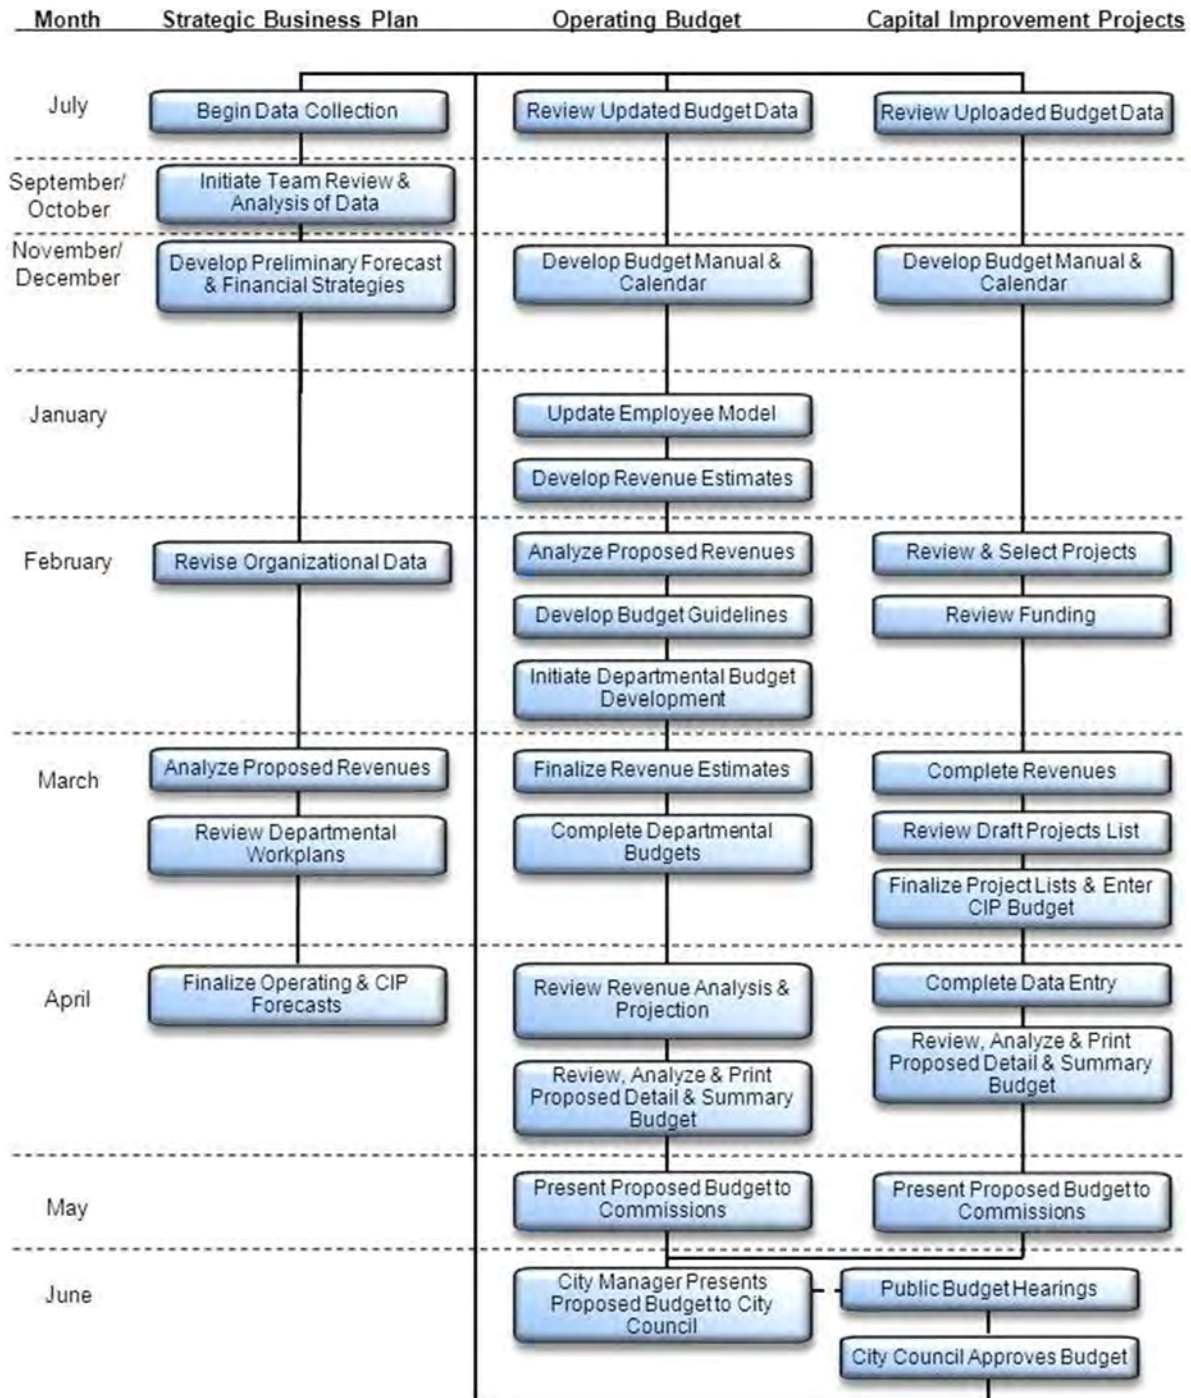 Month Strategic Business Plan Operating Budget Capital Improvement Projects
July
Begin Data Collection
Review Updated Budget Data
Review Uploaded Budget Data
September/
October
Initiate Team Review &
Analysis of Data
November/
December
Develop Preliminary Forecast
& Financial Strategies
Develop Budget Manual &
Calendar
Develop Budget Manual &
Calendar
January
Update Employee Model
Develop Revenue Estimates
February
Revise Organizational Data
Analyze Proposed Revenues
Develop Budget Guidelines
Initiate Departmental Budget
Development
Review & Select Projects
Review Funding
March
Analyze Proposed Revenues
Review Departmental
Workplans
Finalize Revenue Estimates
Complete Departmental
Budgets
Complete Revenues
Review Draft Projects List
Finalize Project Lists & Enter
CIP Budget
April
Finalize Operating & CIP
Forecasts
Review Revenue Analysis &
Projection
Review, Analyze & Print
Proposed Detail & Summary
Budget
Complete Data Entry
Review, Analyze & Print
Proposed Detail & Summary
Budget
May
Present Proposed Budget to
Commissions
Present Proposed Budget to
Commissions
June
City Manager Presents
Proposed Budget to City
Council
Public Budget Hearings
City Council Approves Budget